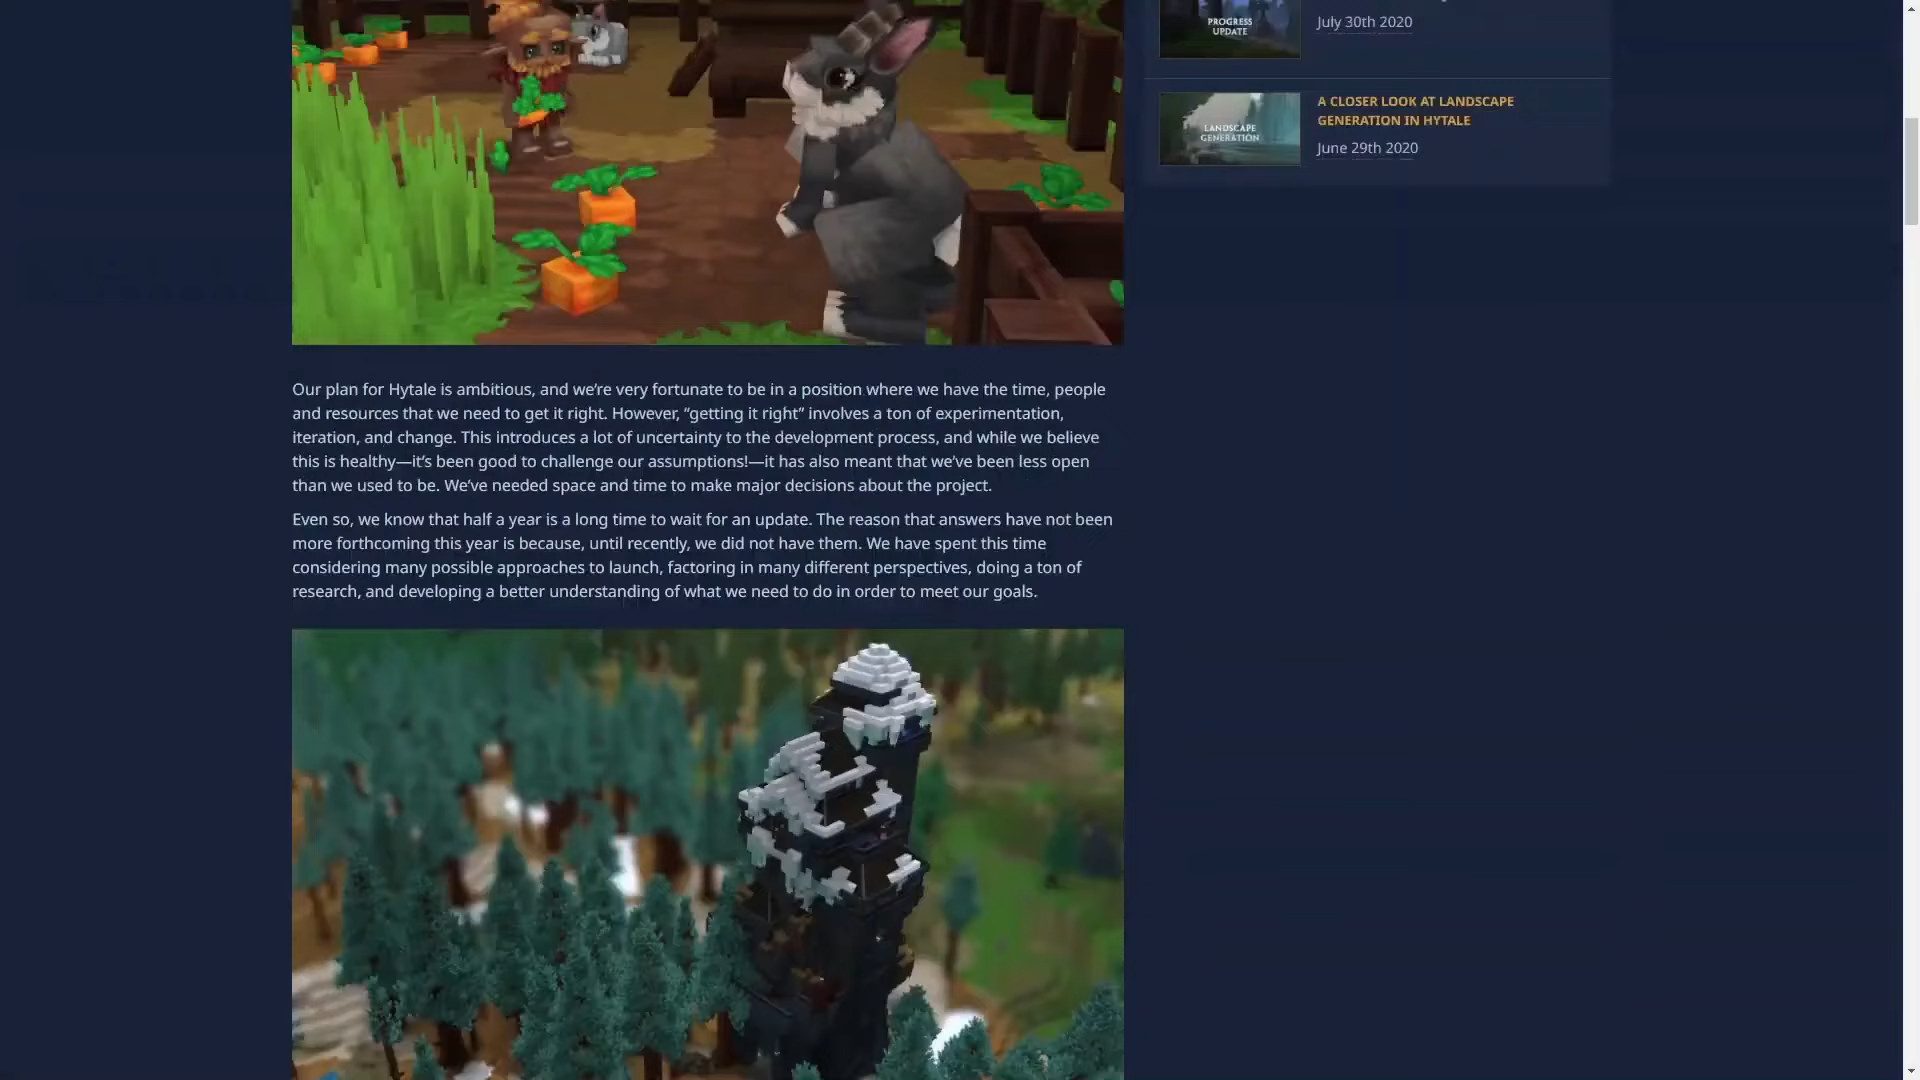 PROGRESS
UPDATE
July 30th 2020
LANDSCAPE
GENERATION
A CLOSER LOOK AT LANDSCAPE
GENERATION IN HYTALE
June 29th 2020
Our plan for Hytale is ambitious, and we’re very fortunate to be in a position where we have the time, people
and resources that we need to get it right. However, “getting it right” involves a ton of experimentation,
iteration, and change. This introduces a lot of uncertainty to the development process, and while we believe
this is healthy—it’s been good to challenge our assumptions!—it has also meant that we’ve been less open
than we used to be. We’ve needed space and time to make major decisions about the project.
Even so, we know that half a year is a long time to wait for an update. The reason that answers have not been
more forthcoming this year is because, until recently, we did not have them. We have spent this time
considering many possible approaches to launch, factoring in many different perspectives, doing a ton of
research, and developing a better understanding of what we need to do in order to meet our goals.